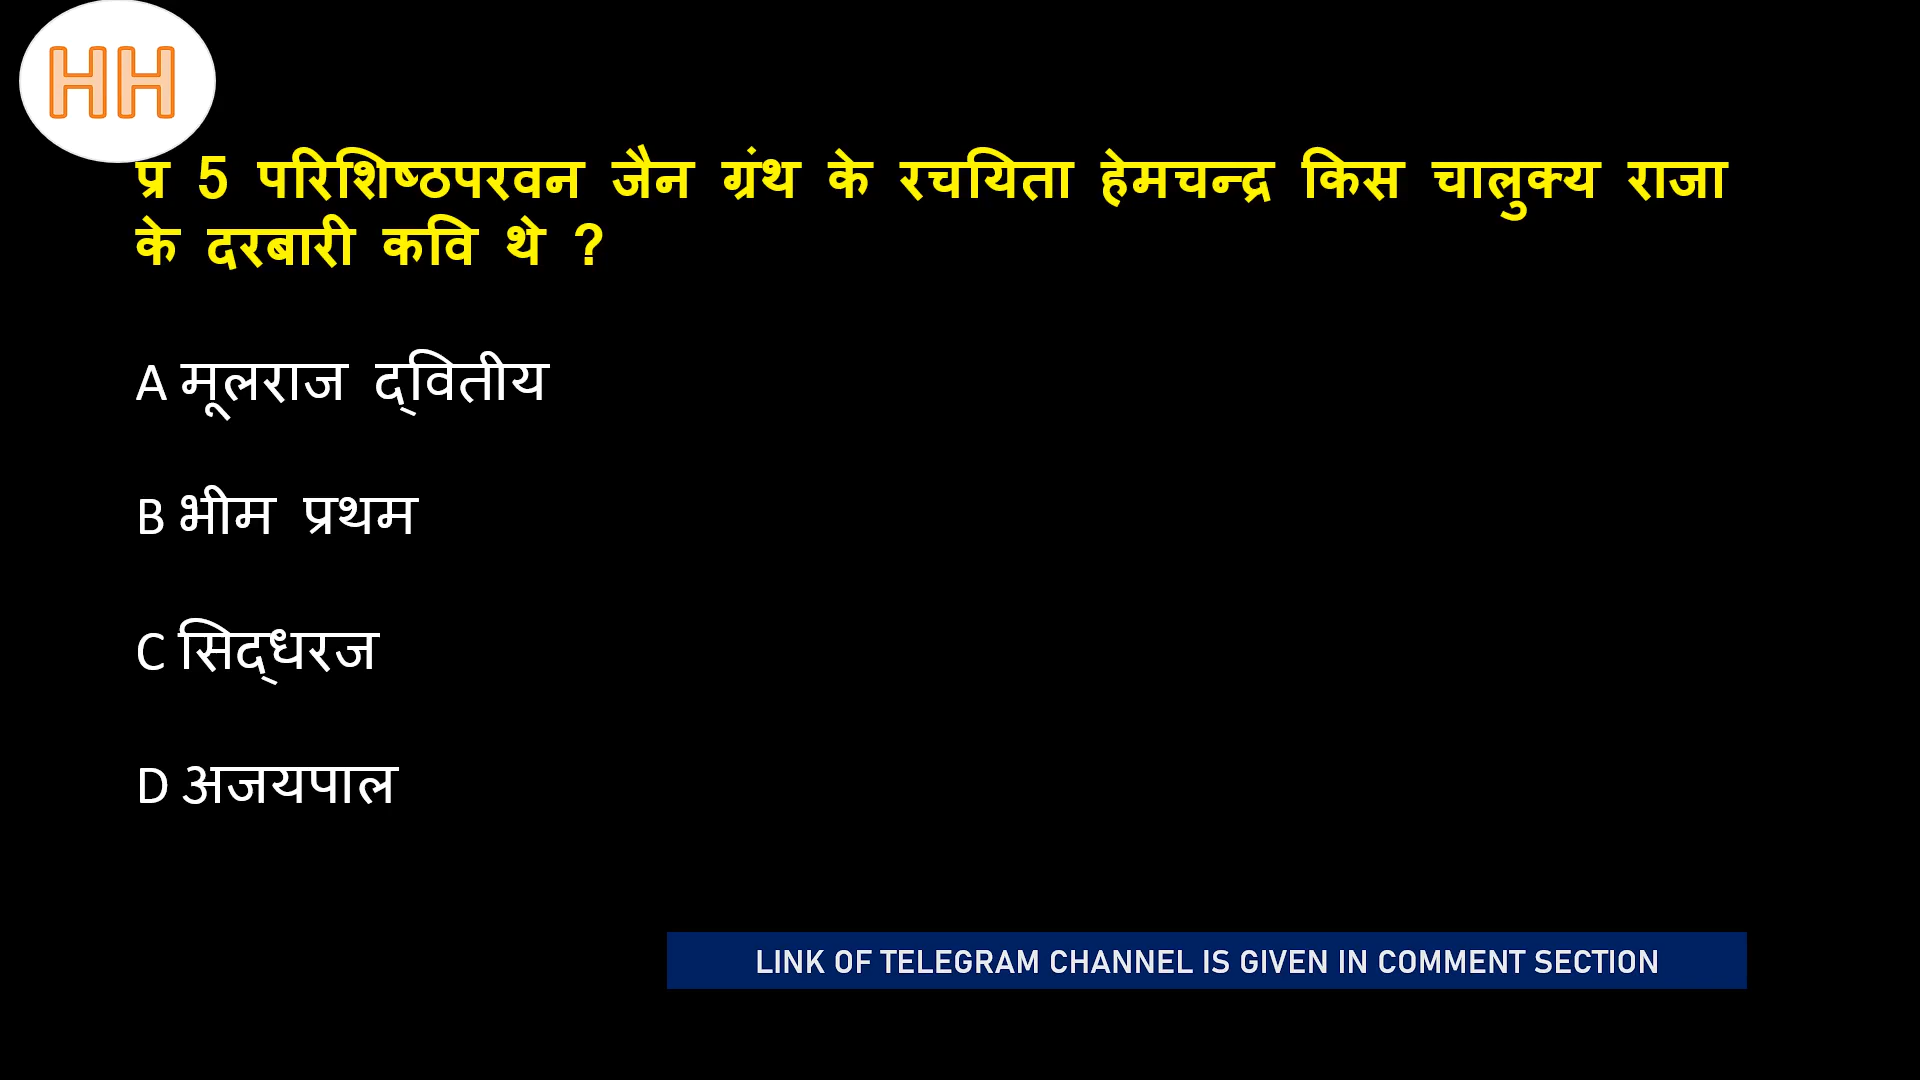 HH
प्र 5 परिशिष्ठपरवन जैन ग्रंथ के रचयिता हेमचन्द्र किस चालुक्य राजा
के दरबारी कवि थे ?
A मूलराज द्वितीय
B भीम प्रथम
C सिद्धरज
D अजयपाल
LINK OF TELEGRAM CHANNEL IS GIVEN IN COMMENT SECTION